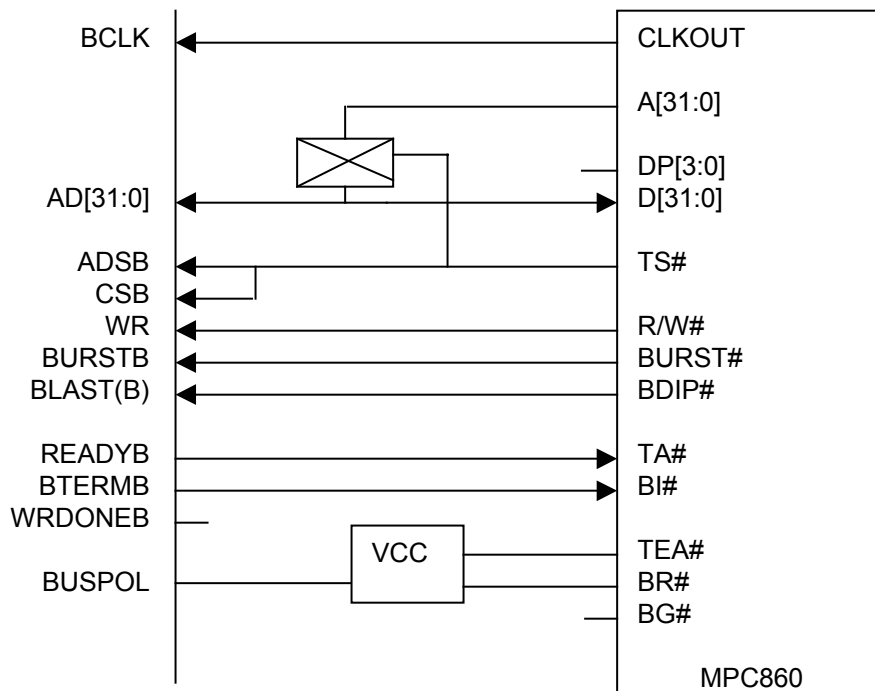 BCLK CLKOUT
A[31:0]
DP[3:0]
AD[31:0] D[31:0]
ADSB TS#
CSB
WR R/W#
BURSTB BURST#
BLAST(B) BDIP#
READYB TA#
BTERMB BI#
WRDONEB
VCC TEA#
BUSPOL BR#
BG#
MPC860